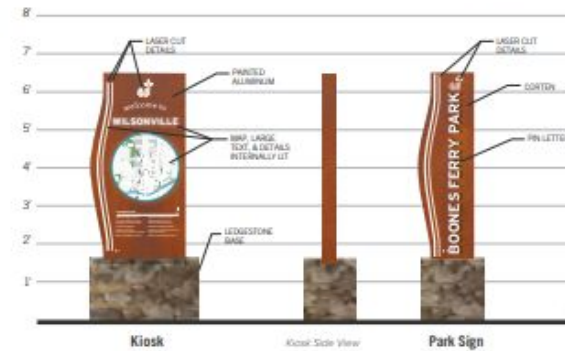 8'
7'
6'
5'
4'
3'
2'
1'
LASER CUT
DETAILS
PAINTED
ALUMINUM
welcome to
WILSONVILLE
MAP, LARGE
TEXT, & DETAILS
INTERNALLY LIT
LEDGESTONE
BASE
LASER CUT
DETAILS
CORTEN
PIN LETTE
BOONES FERRY PARK
Kiosk
Kiosk Side View
Park Sign